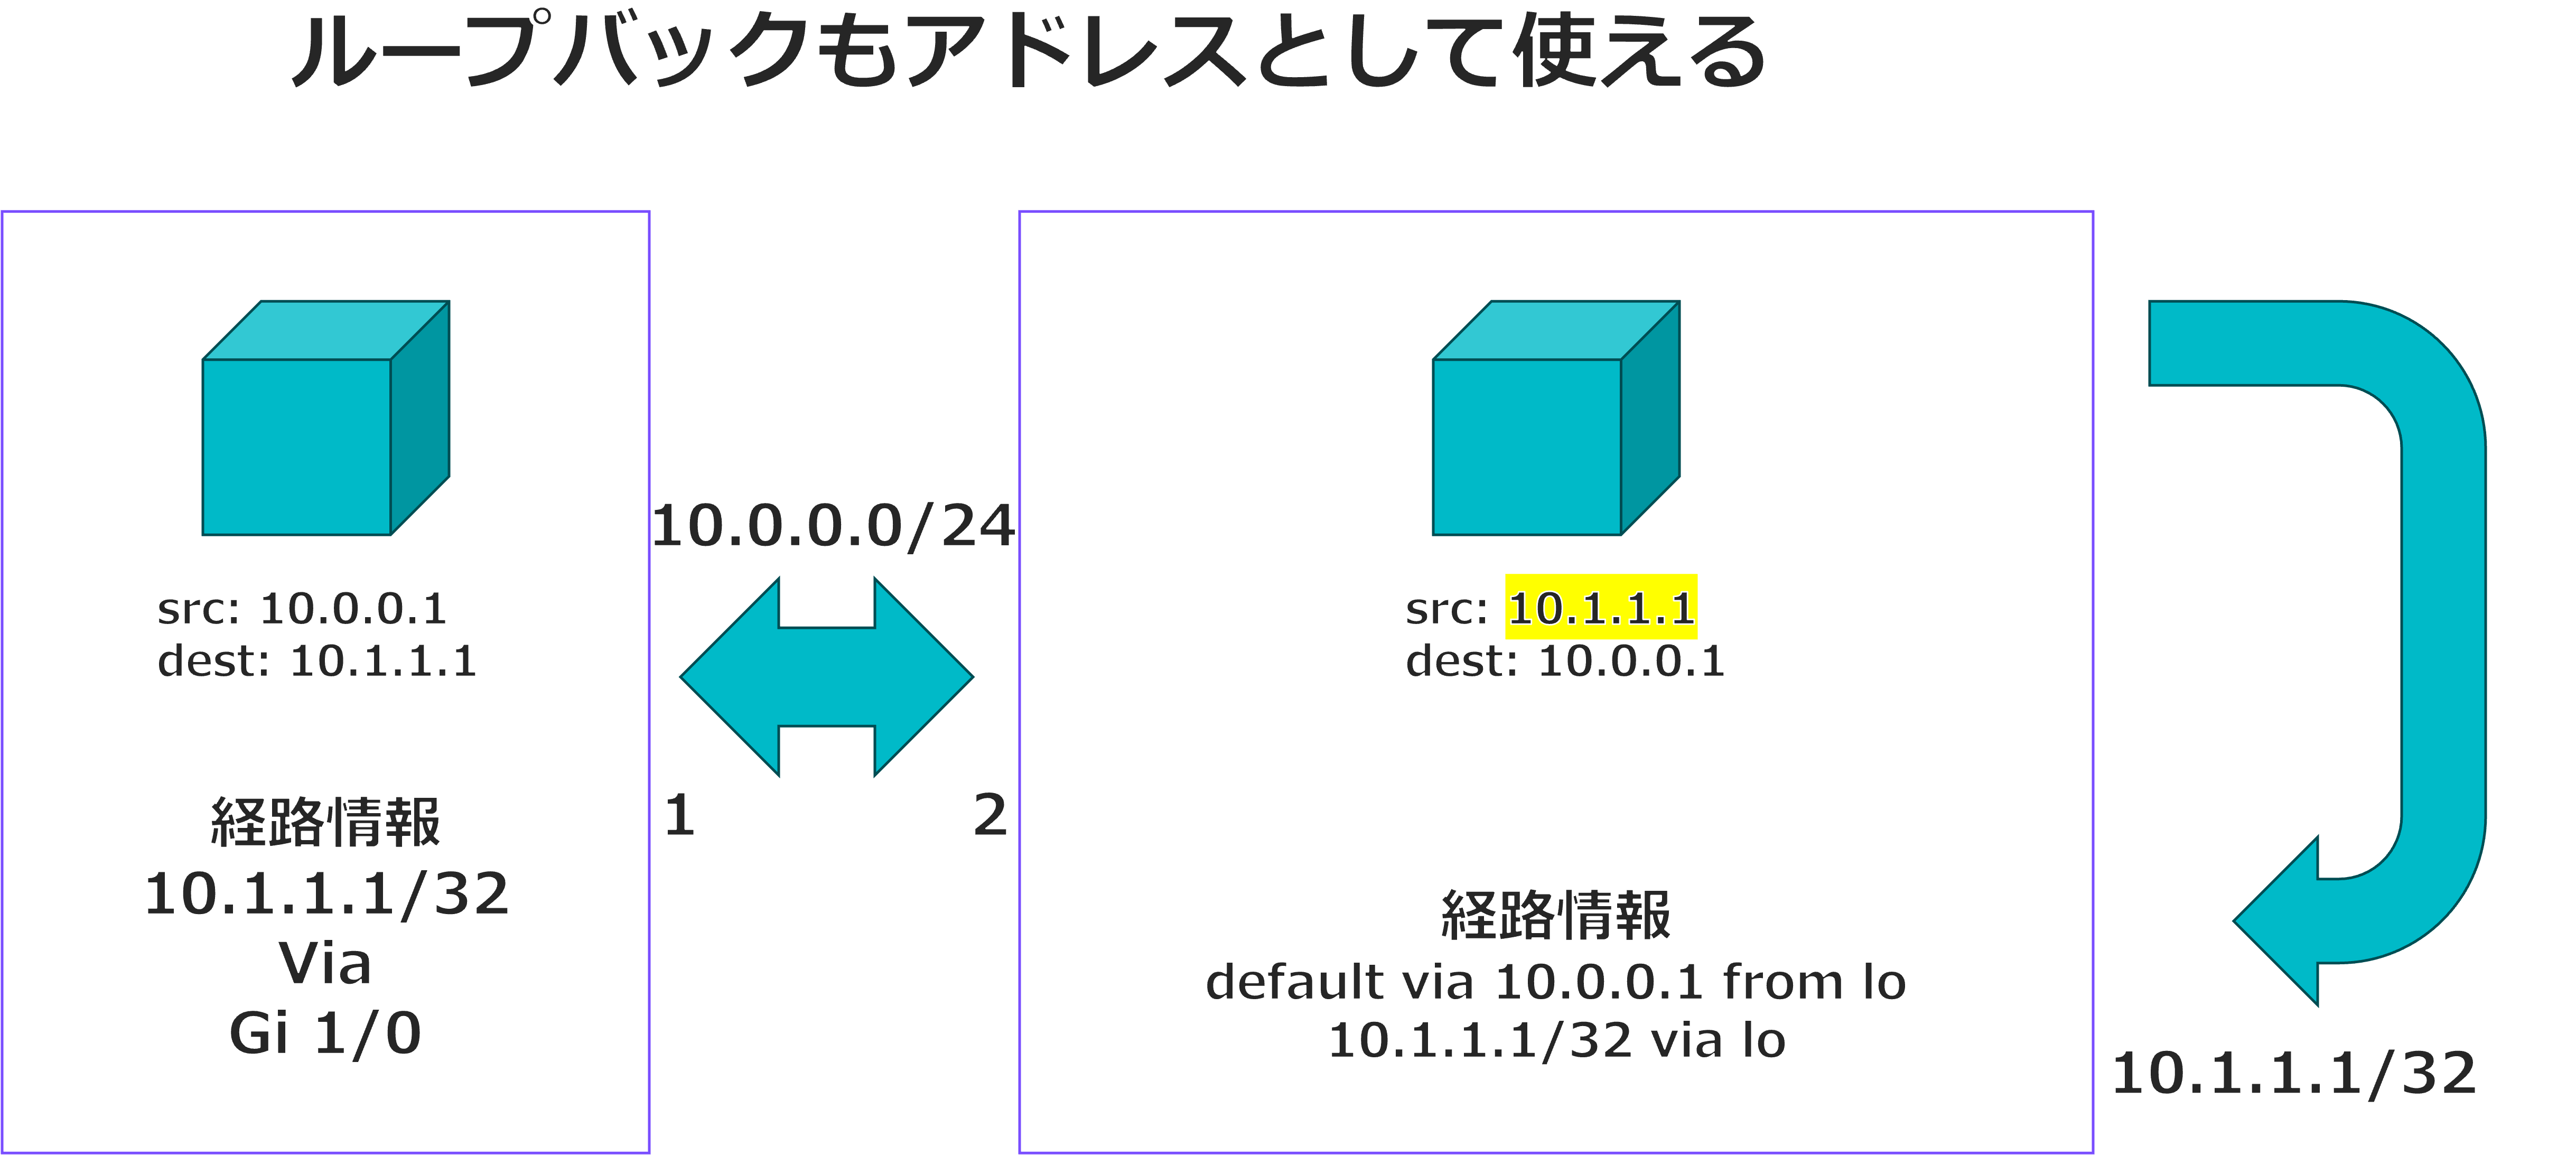 ループバックもアドレスとして使える
src: 10.0.0.1
dest: 10.1.1.1
経路情報
10.1.1.1/32
Via
Gi 1/0
10.0.0.0/24
1
2
src: 10.1.1.1
dest: 10.0.0.1
経路情報
default via 10.0.0.1 from lo
10.1.1.1/32 via lo
10.1.1.1/32